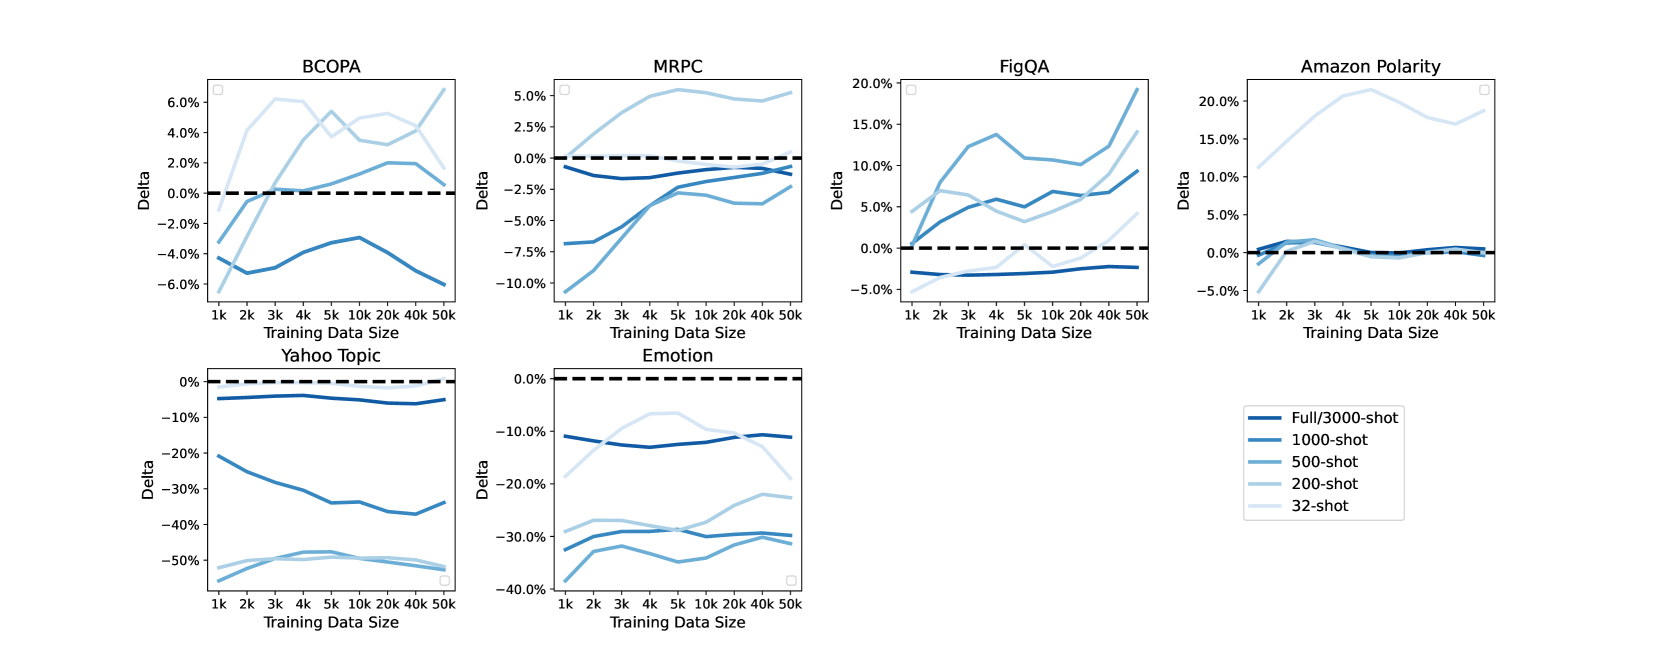 BCOPA
6.0%
4.0%
2.0%
0.0%
−2.0%
−4.0%
−6.0%
Delta
1k 2k 3k 4k 5k 10k 20k 40k 50k
Training Data Size
MRPC
5.0%
2.5%
0.0%
−2.5%
−5.0%
−7.5%
−10.0%
Delta
1k 2k 3k 4k 5k 10k 20k 40k 50k
Training Data Size
FigQA
20.0%
15.0%
10.0%
5.0%
0.0%
−5.0%
Delta
1k 2k 3k 4k 5k 10k 20k 40k 50k
Training Data Size
Amazon Polarity
20.0%
15.0%
10.0%
5.0%
0.0%
−5.0%
Delta
1k 2k 3k 4k 5k 10k 20k 40k 50k
Training Data Size
Yahoo Topic
0%
−10%
−20%
−30%
−40%
−50%
Delta
1k 2k 3k 4k 5k 10k 20k 40k 50k
Training Data Size
Emotion
0.0%
−10.0%
−20.0%
−30.0%
−40.0%
Delta
1k 2k 3k 4k 5k 10k 20k 40k 50k
Training Data Size
Full/3000-shot
1000-shot
500-shot
200-shot
32-shot